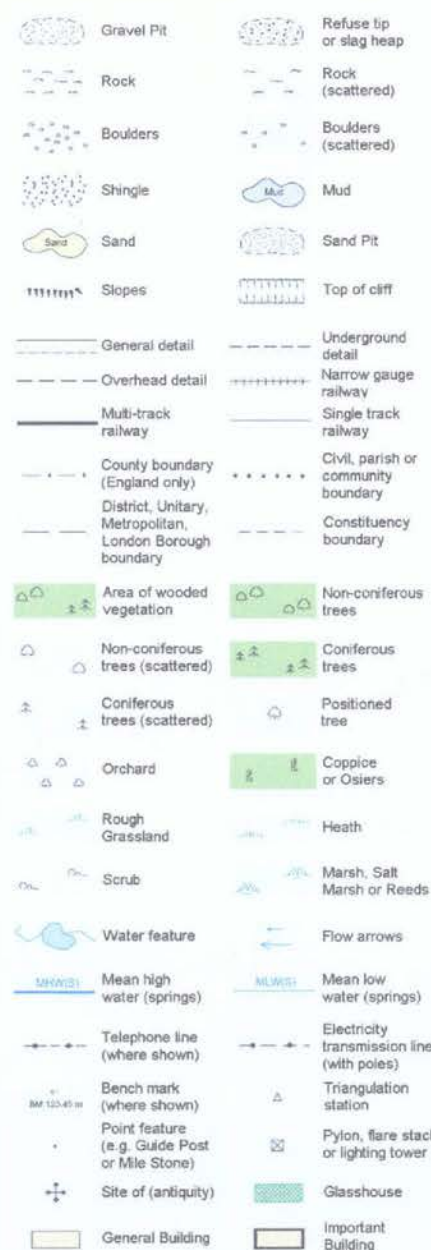 Gravel Pit
Refuse tip
or slag heap
Rock
Rock
(scattered)
Boulders
Boulders
(scattered)
Shingle
Mud
Mud
Sand
Sand
Sand Pit
Slopes
Top of cliff
General detail
Underground
detail
Overhead detail
Narrow gauge
railway
Multi-track
railway
Single track
railway
County boundary
(England only)
Civil, parish or
community
boundary
District, Unitary,
Metropolitan,
London Borough
boundary
Constituency
boundary
Area of wooded
vegetation
Non-coniferous
trees
Non-coniferous
trees (scattered)
Coniferous
trees
Coniferous
trees (scattered)
Positioned
tree
Orchard
Coppice
or Osiers
Rough
Grassland
Heath
Scrub
Marsh, Salt
Marsh or Reeds
Water feature
Flow arrows
MHW(S)
Mean high
water (springs)
MLW(S)
Mean low
water (springs)
Telephone line
(where shown)
Electricity
transmission line
(with poles)
BM 123.45 m
Bench mark
(where shown)
Triangulation
station
Point feature
(e.g. Guide Post
or Mile Stone)
Pylon, flare stack
or lighting tower
Site of (antiquity)
Glasshouse
General Building
Important
Building